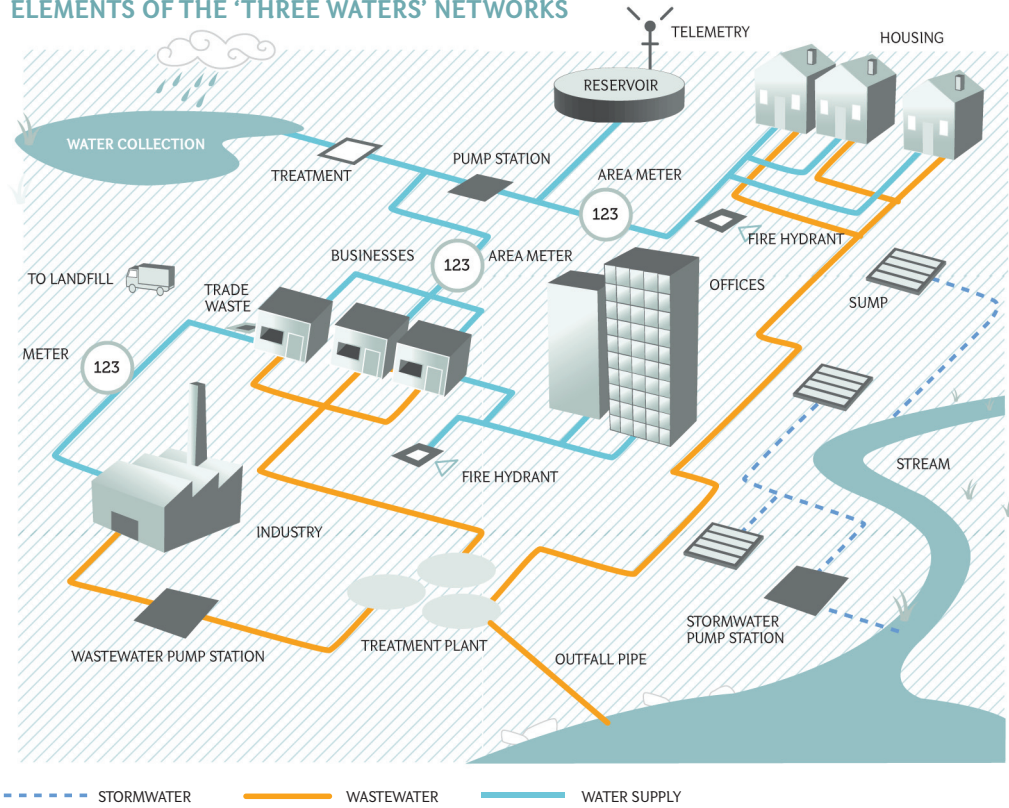 ELEMENTS OF THE ‘THREE WATERS’ NETWORKS
TELEMETRY
HOUSING
RESERVOIR
WATER COLLECTION
TREATMENT
PUMP STATION
AREA METER
123
FIRE HYDRANT
BUSINESSES
123
AREA METER
OFFICES
TO LANDFILL
TRADE
WASTE
SUMP
METER
123
STREAM
FIRE HYDRANT
INDUSTRY
STORMWATER
PUMP STATION
TREATMENT PLANT
WASTEWATER PUMP STATION
OUTFALL PIPE
STORMWATER
WASTEWATER
WATER SUPPLY